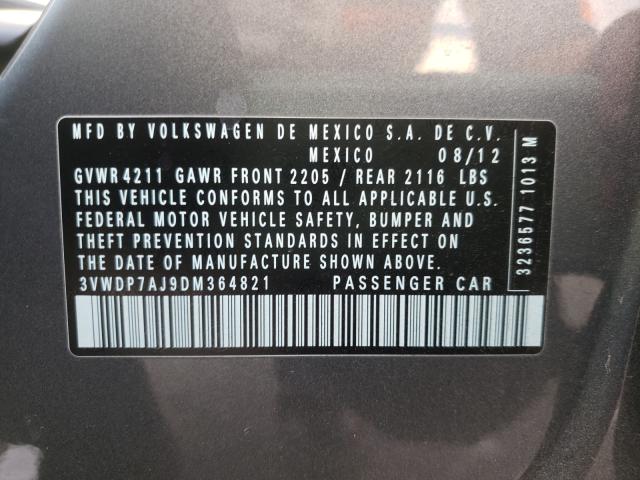 MFD BY VOLKSWAGEN DE MEXICO S.A. DE C.V.
MEXICO 08/12
GVWR 4211 GAWR FRONT 2205 / REAR 2116 LBS
THIS VEHICLE CONFORMS TO ALL APPLICABLE U.S.
FEDERAL MOTOR VEHICLE SAFETY, BUMPER AND
THEFT PREVENTION STANDARDS IN EFFECT ON
THE DATE OF MANUFACTURE SHOWN ABOVE.
3VWDP7AJ9DM364821 PASSENGER CAR
3236577 1013 M